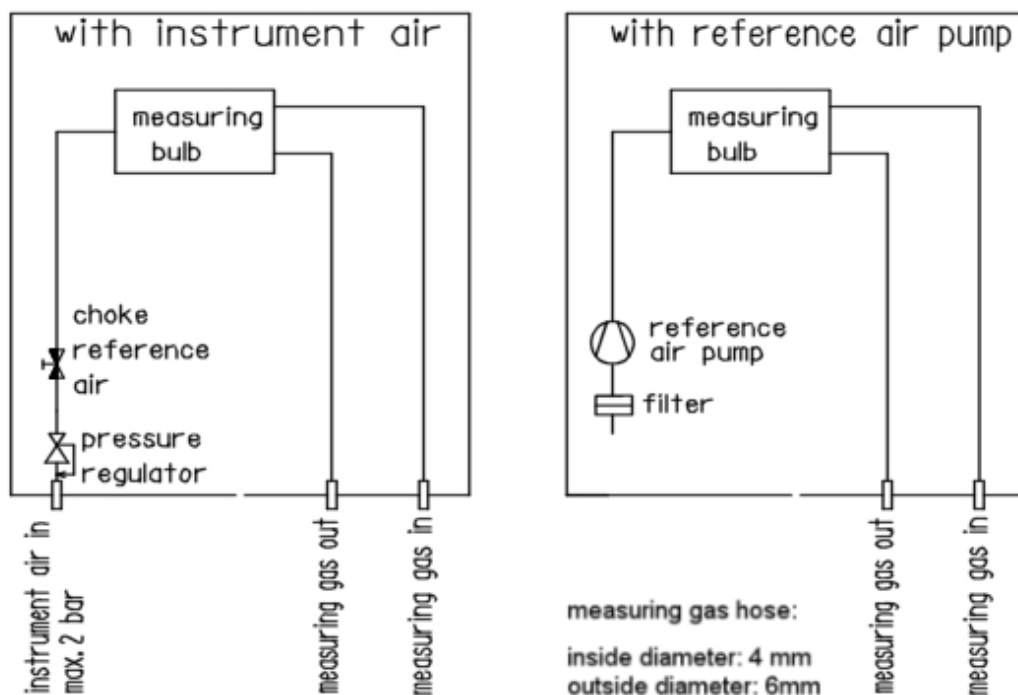 with instrument air
measuring
bulb
choke
reference
air
pressure
regulator
instrument air in
max. 2 bar
measuring gas out
measuring gas in
with reference air pump
measuring
bulb
reference
air pump
filter
measuring gas out
measuring gas in
measuring gas hose:
inside diameter: 4 mm
outside diameter: 6mm